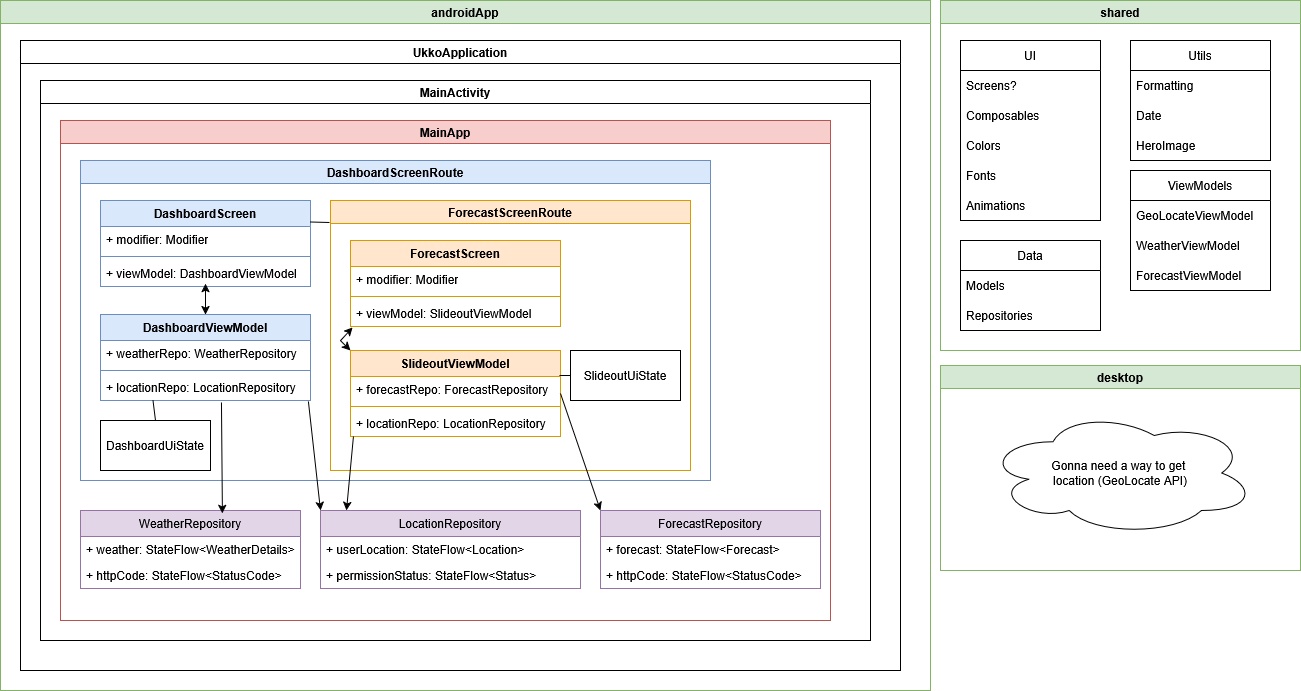 androidApp
UkkoApplication
MainActivity
MainApp
DashboardScreenRoute
DashboardScreen
+ modifier: Modifier
+ viewModel: DashboardViewModel
DashboardViewModel
+ weatherRepo: WeatherRepository
+ locationRepo: LocationRepository
DashboardUiState
ForecastScreenRoute
ForecastScreen
+ modifier: Modifier
+ viewModel: SlideoutViewModel
SlideoutViewModel
+ forecastRepo: ForecastRepository
+ locationRepo: LocationRepository
SlideoutUiState
WeatherRepository
+ weather: StateFlow<WeatherDetails>
+ httpCode: StateFlow<StatusCode>
LocationRepository
+ userLocation: StateFlow<Location>
+ permissionStatus: StateFlow<Status>
ForecastRepository
+ forecast: StateFlow<Forecast>
+ httpCode: StateFlow<StatusCode>
shared
UI
Screens?
Composables
Colors
Fonts
Animations
Utils
Formatting
Date
HeroImage
ViewModels
GeoLocateViewModel
WeatherViewModel
ForecastViewModel
Data
Models
Repositories
desktop
Gonna need a way to get
location (GeoLocate API)